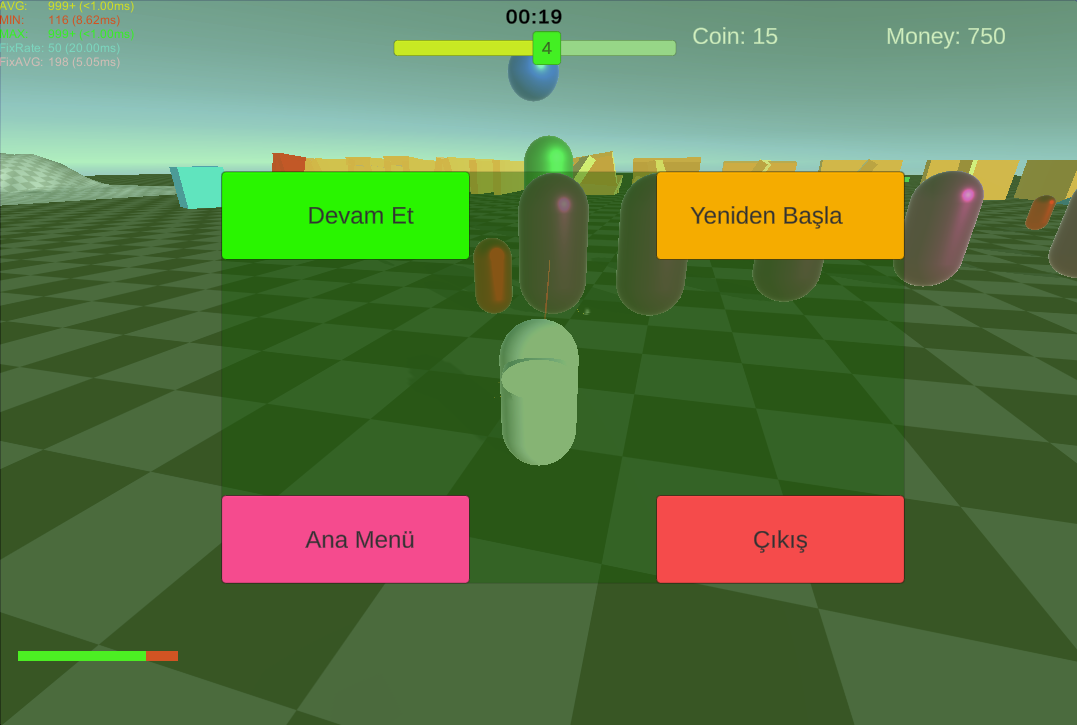 AVG: 999+ (<1.00ms)
MIN: 116 (8.62ms)
FixRate: 50 (20.00ms)
FixAVG: 198 (5.05ms)
00:19
4
Coin: 15
Money: 750
Devam Et
Yeniden Başla
Ana Menü
Çıkış